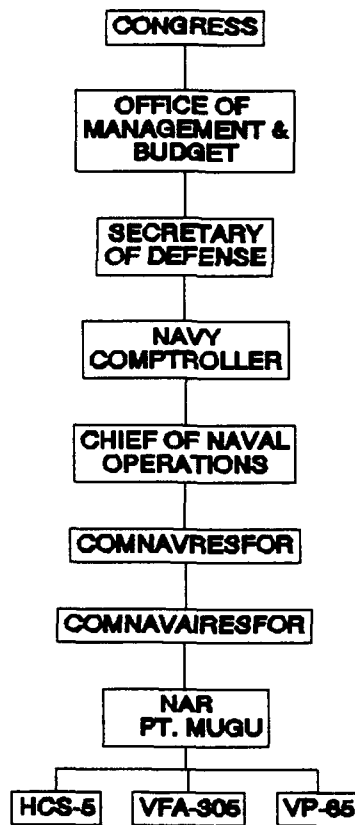 CONGRESS
OFFICE OF
MANAGEMENT &
BUDGET
SECRETARY
OF DEFENSE
NAVY
COMPTROLLER
CHIEF OF NAVAL
OPERATIONS
COMNAVRESFOR
COMNAVAIRESFOR
NAR
PT. MUGU
HCS-5 VFA-305 VP-65